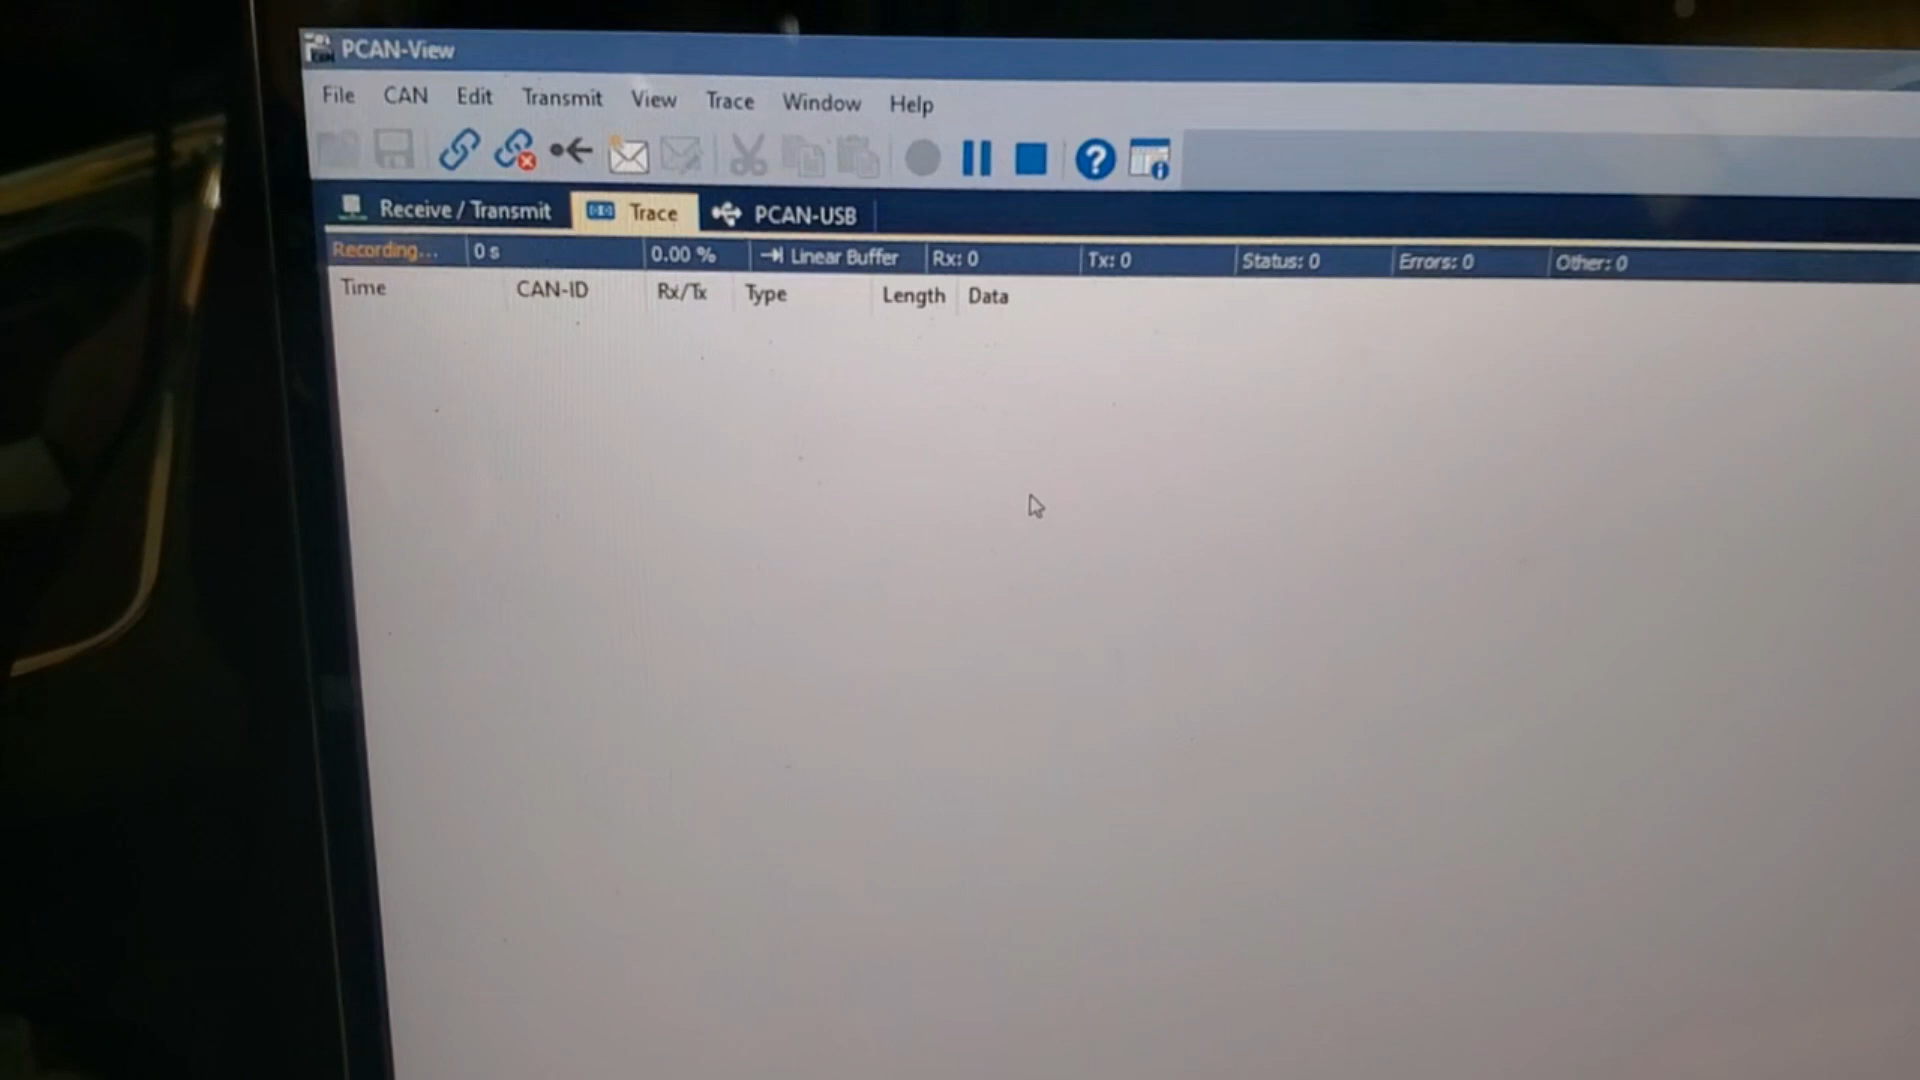 PCAN-View
File CAN Edit Transmit View Trace Window Help
Receive / Transmit Trace PCAN-USB
Recording... 0 s 0.00 % Linear Buffer Rx: 0 Tx: 0 Status: 0 Errors: 0 Other: 0
Time CAN-ID Rx/Tx Type Length Data